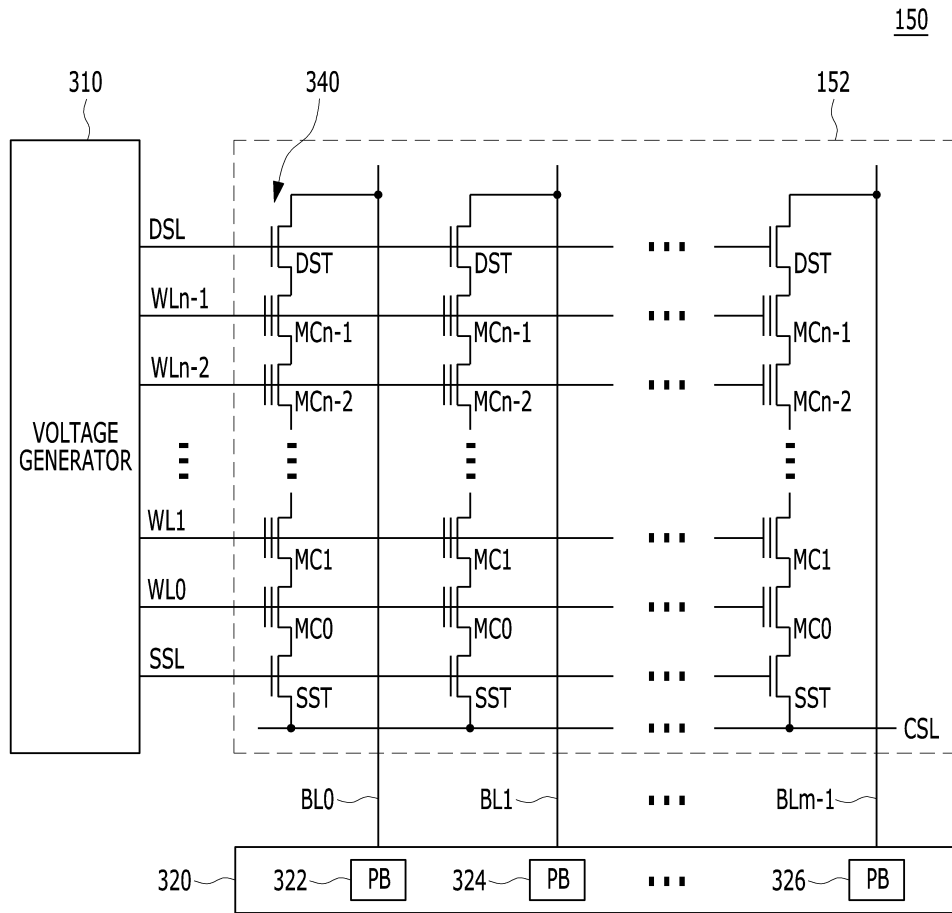 150
310
340
152
DSL
DST DST DST
WLn-1
MCn-1 MCn-1 MCn-1
WLn-2
MCn-2 MCn-2 MCn-2
VOLTAGE
GENERATOR
WL1
MC1 MC1 MC1
WL0
MC0 MC0 MC0
SSL
SST SST SST
CSL
BL0 BL1 BLm-1
320 322 PB 324 PB 326 PB